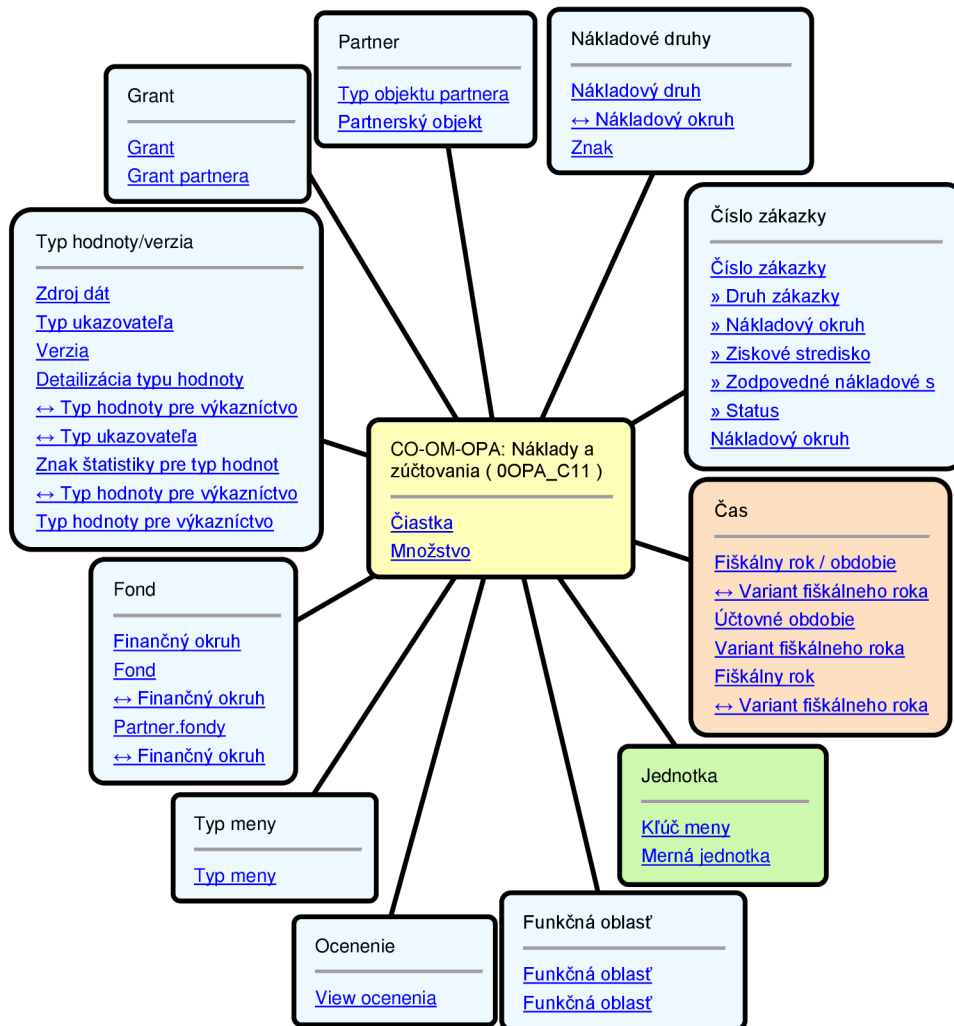 Partner
Typ objektu partnera
Partnerský objekt
Nákladové druhy
Nákladový druh
↔ Nákladový okruh
Znak
Grant
Grant
Grant partnera
Číslo zákazky
Číslo zákazky
» Druh zákazky
» Nákladový okruh
» Ziskové stredisko
» Zodpovedné nákladové s
» Status
Nákladový okruh
Typ hodnoty/verzia
Zdroj dát
Typ ukazovateľa
Verzia
Detailizácia typu hodnoty
↔ Typ hodnoty pre výkazníctvo
↔ Typ ukazovateľa
Znak štatistiky pre typ hodnot
↔ Typ hodnoty pre výkazníctvo
Typ hodnoty pre výkazníctvo
CO-OM-OPA: Náklady a
zúčtovania ( 0OPA_C11 )
Čiastka
Množstvo
Čas
Fiškálny rok / obdobie
↔ Variant fiškálneho roka
Účtovné obdobie
Variant fiškálneho roka
Fiškálny rok
↔ Variant fiškálneho roka
Fond
Finančný okruh
Fond
↔ Finančný okruh
Partner.fondy
↔ Finančný okruh
Jednotka
Kľúč meny
Merná jednotka
Typ meny
Typ meny
Ocenenie
View ocenenia
Funkčná oblasť
Funkčná oblasť
Funkčná oblasť